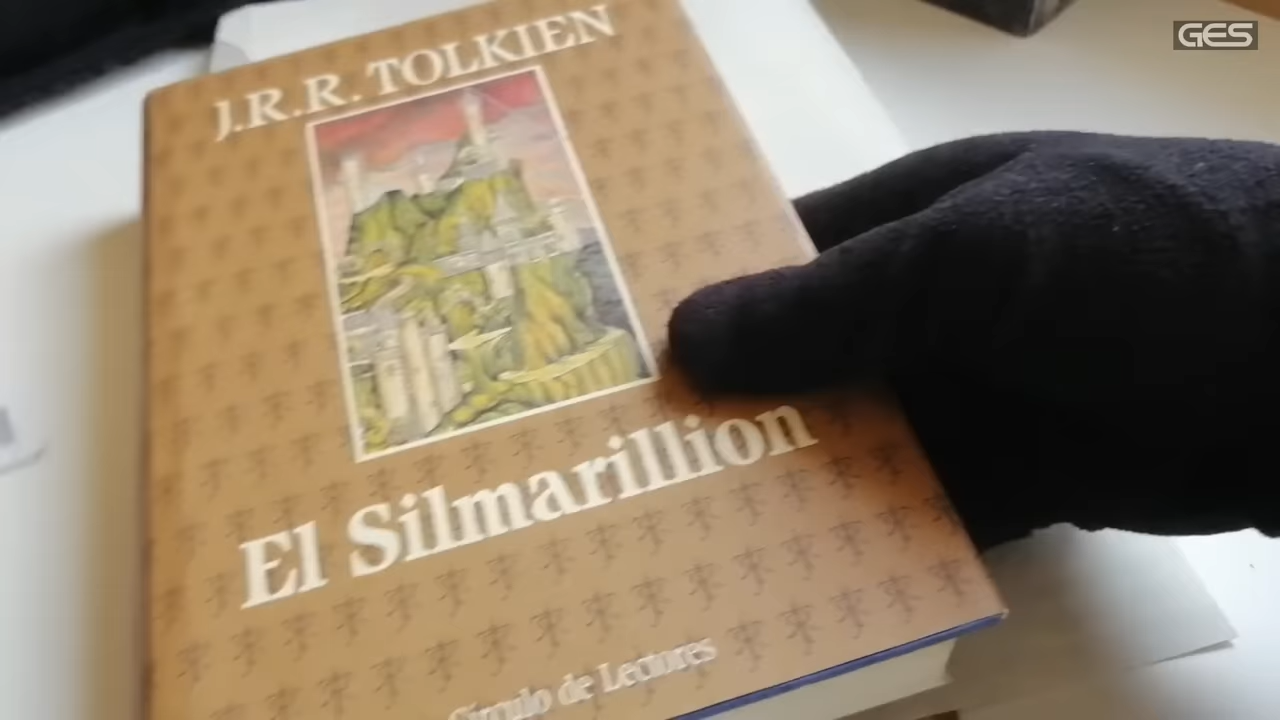 GES
J.R.R. TOLKIEN
El Silmarillion
Círculo de Lectores